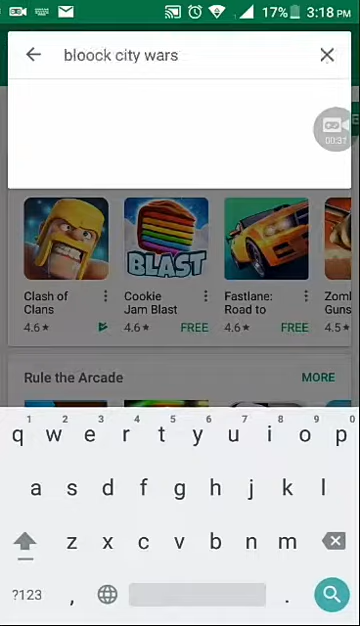 17% 3:18 PM
bloock city wars
00:31
BLAST
Clash of Clans
Cookie Jam Blast
Fastlane: Road to
Zoml Guns
4.6★
4.6★ FREE
4.6★ FREE
4.5★
Rule the Arcade MORE
1 2 3 4 5 6 7 8 9 0
q w e r t y u i o p
a s d f g h j k l
z x c v b n m
?123 , .